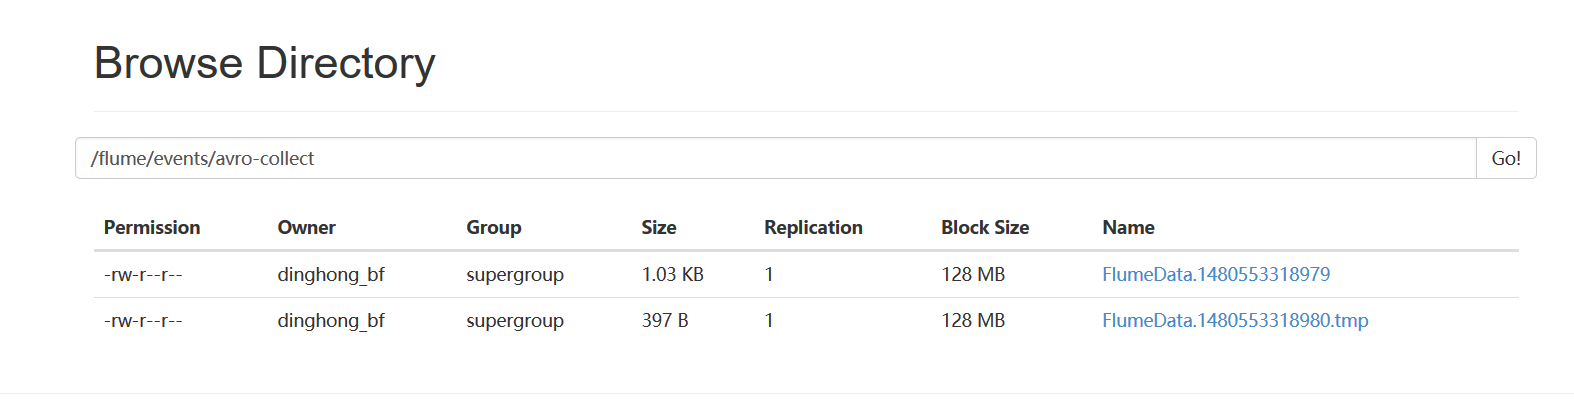 Browse Directory
/flume/events/avro-collect Go!
Permission Owner Group Size Replication Block Size Name
-rw-r--r-- dinghong_bf supergroup 1.03 KB 1 128 MB FlumeData.1480553318979
-rw-r--r-- dinghong_bf supergroup 397 B 1 128 MB FlumeData.1480553318980.tmp